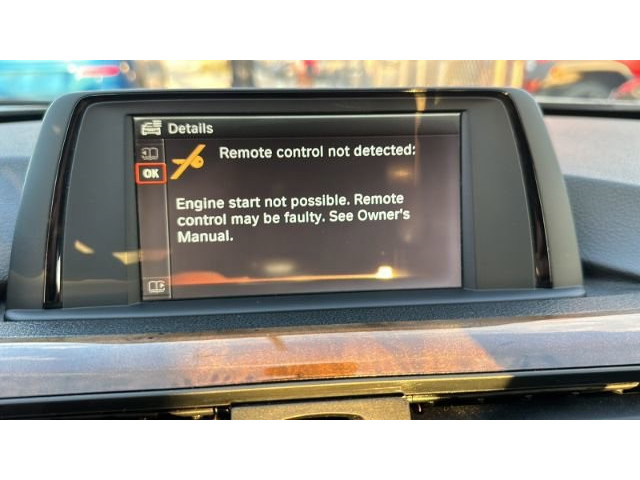 Details
OK
Remote control not detected:
Engine start not possible. Remote
control may be faulty. See Owner's
Manual.